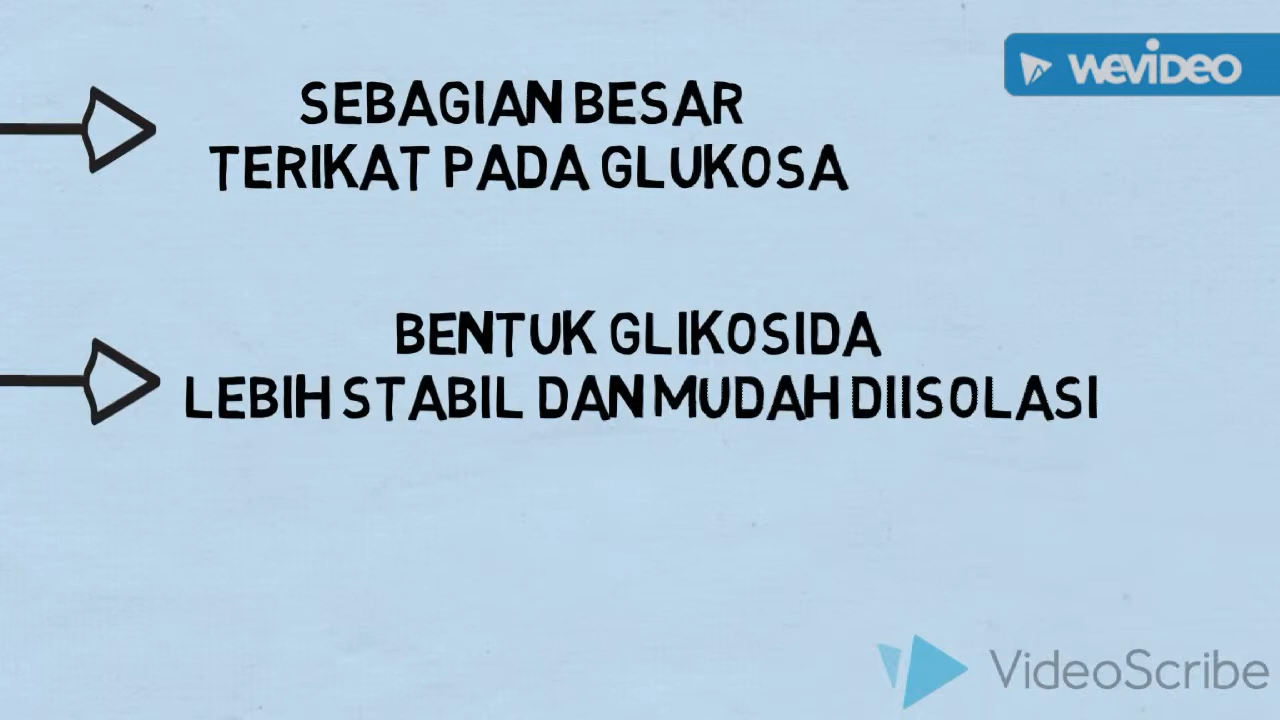 WEVIDEO
SEBAGIAN BESAR
TERIKAT PADA GLUKOSA
BENTUK GLIKOSIDA
LEBIH STABIL DAN MUDAH DIISOLASI
VideoScribe